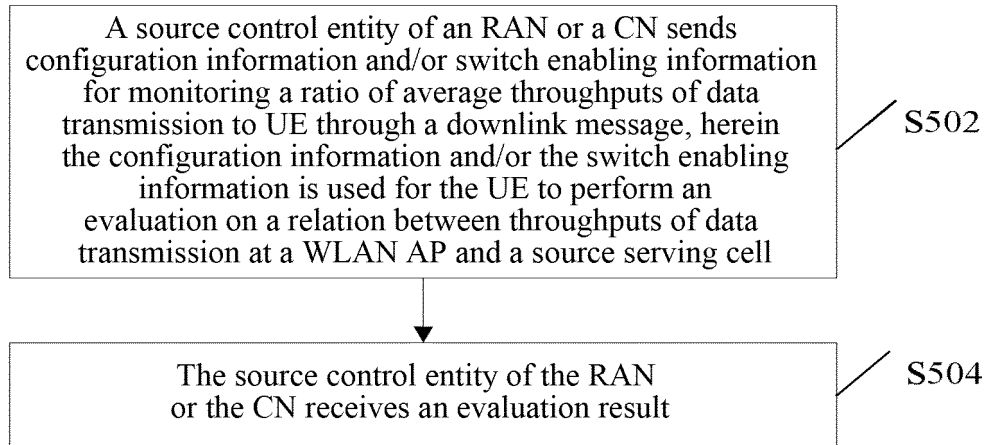 A source control entity of an RAN or a CN sends
configuration information and/or switch enabling information
for monitoring a ratio of average throughputs of data
transmission to UE through a downlink message, herein
the configuration information and/or the switch enabling
information is used for the UE to perform an
evaluation on a relation between throughputs of data
transmission at a WLAN AP and a source serving cell
S502
The source control entity of the RAN
or the CN receives an evaluation result
S504